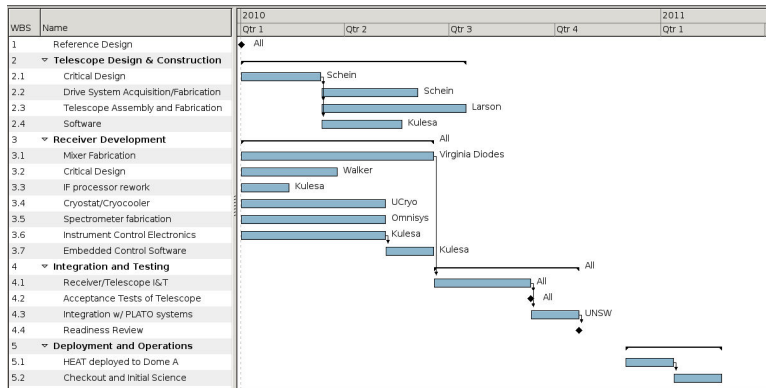 2010 2011
WBS Name Qtr 1 Qtr 2 Qtr 3 Qtr 4 Qtr 1
1 Reference Design All
2 Telescope Design & Construction
2.1 Critical Design Schein
2.2 Drive System Acquisition/Fabrication Schein
2.3 Telescope Assembly and Fabrication Larson
2.4 Software Kulesa
3 Receiver Development All
3.1 Mixer Fabrication Virginia Diodes
3.2 Critical Design Walker
3.3 IF processor rework Kulesa
3.4 Cryostat/Cryocooler UCryo
3.5 Spectrometer fabrication Omnisys
3.6 Instrument Control Electronics Kulesa
3.7 Embedded Control Software Kulesa
4 Integration and Testing All
4.1 Receiver/Telescope I&T All
4.2 Acceptance Tests of Telescope All
4.3 Integration w/ PLATO systems UNSW
4.4 Readiness Review
5 Deployment and Operations
5.1 HEAT deployed to Dome A
5.2 Checkout and Initial Science